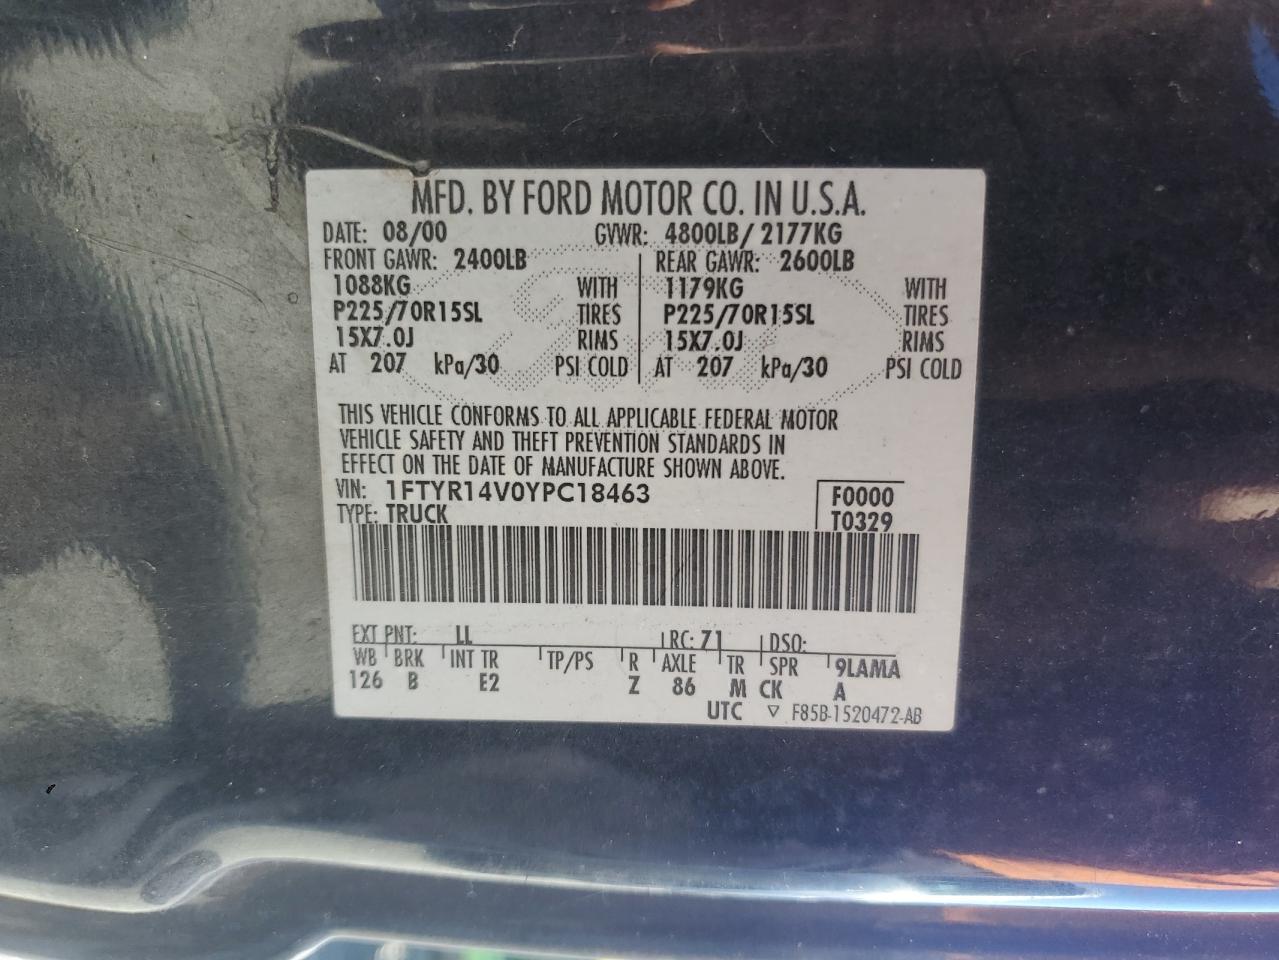 MFD. BY FORD MOTOR CO. IN U.S.A.
DATE: 08/00 GVWR: 4800LB/ 2177KG
FRONT GAWR: 2400LB REAR GAWR: 2600LB
1088KG WITH 1179KG WITH
P225/70R15SL TIRES P225/70R15SL TIRES
15X7.0J RIMS 15X7.0J RIMS
AT 207 kPa/30 PSI COLD AT 207 kPa/30 PSI COLD
THIS VEHICLE CONFORMS TO ALL APPLICABLE FEDERAL MOTOR
VEHICLE SAFETY AND THEFT PREVENTION STANDARDS IN
EFFECT ON THE DATE OF MANUFACTURE SHOWN ABOVE.
VIN: 1FTYR14V0YPC18463 F0000
TYPE: TRUCK T0329
EXT PNT: LL RC: 71 DSO:
WB BRK INT TR TP/PS R AXLE TR SPR 9LAMA
126 B E2 Z 86 M CK A
UTC ▽ F85B-1520472-AB